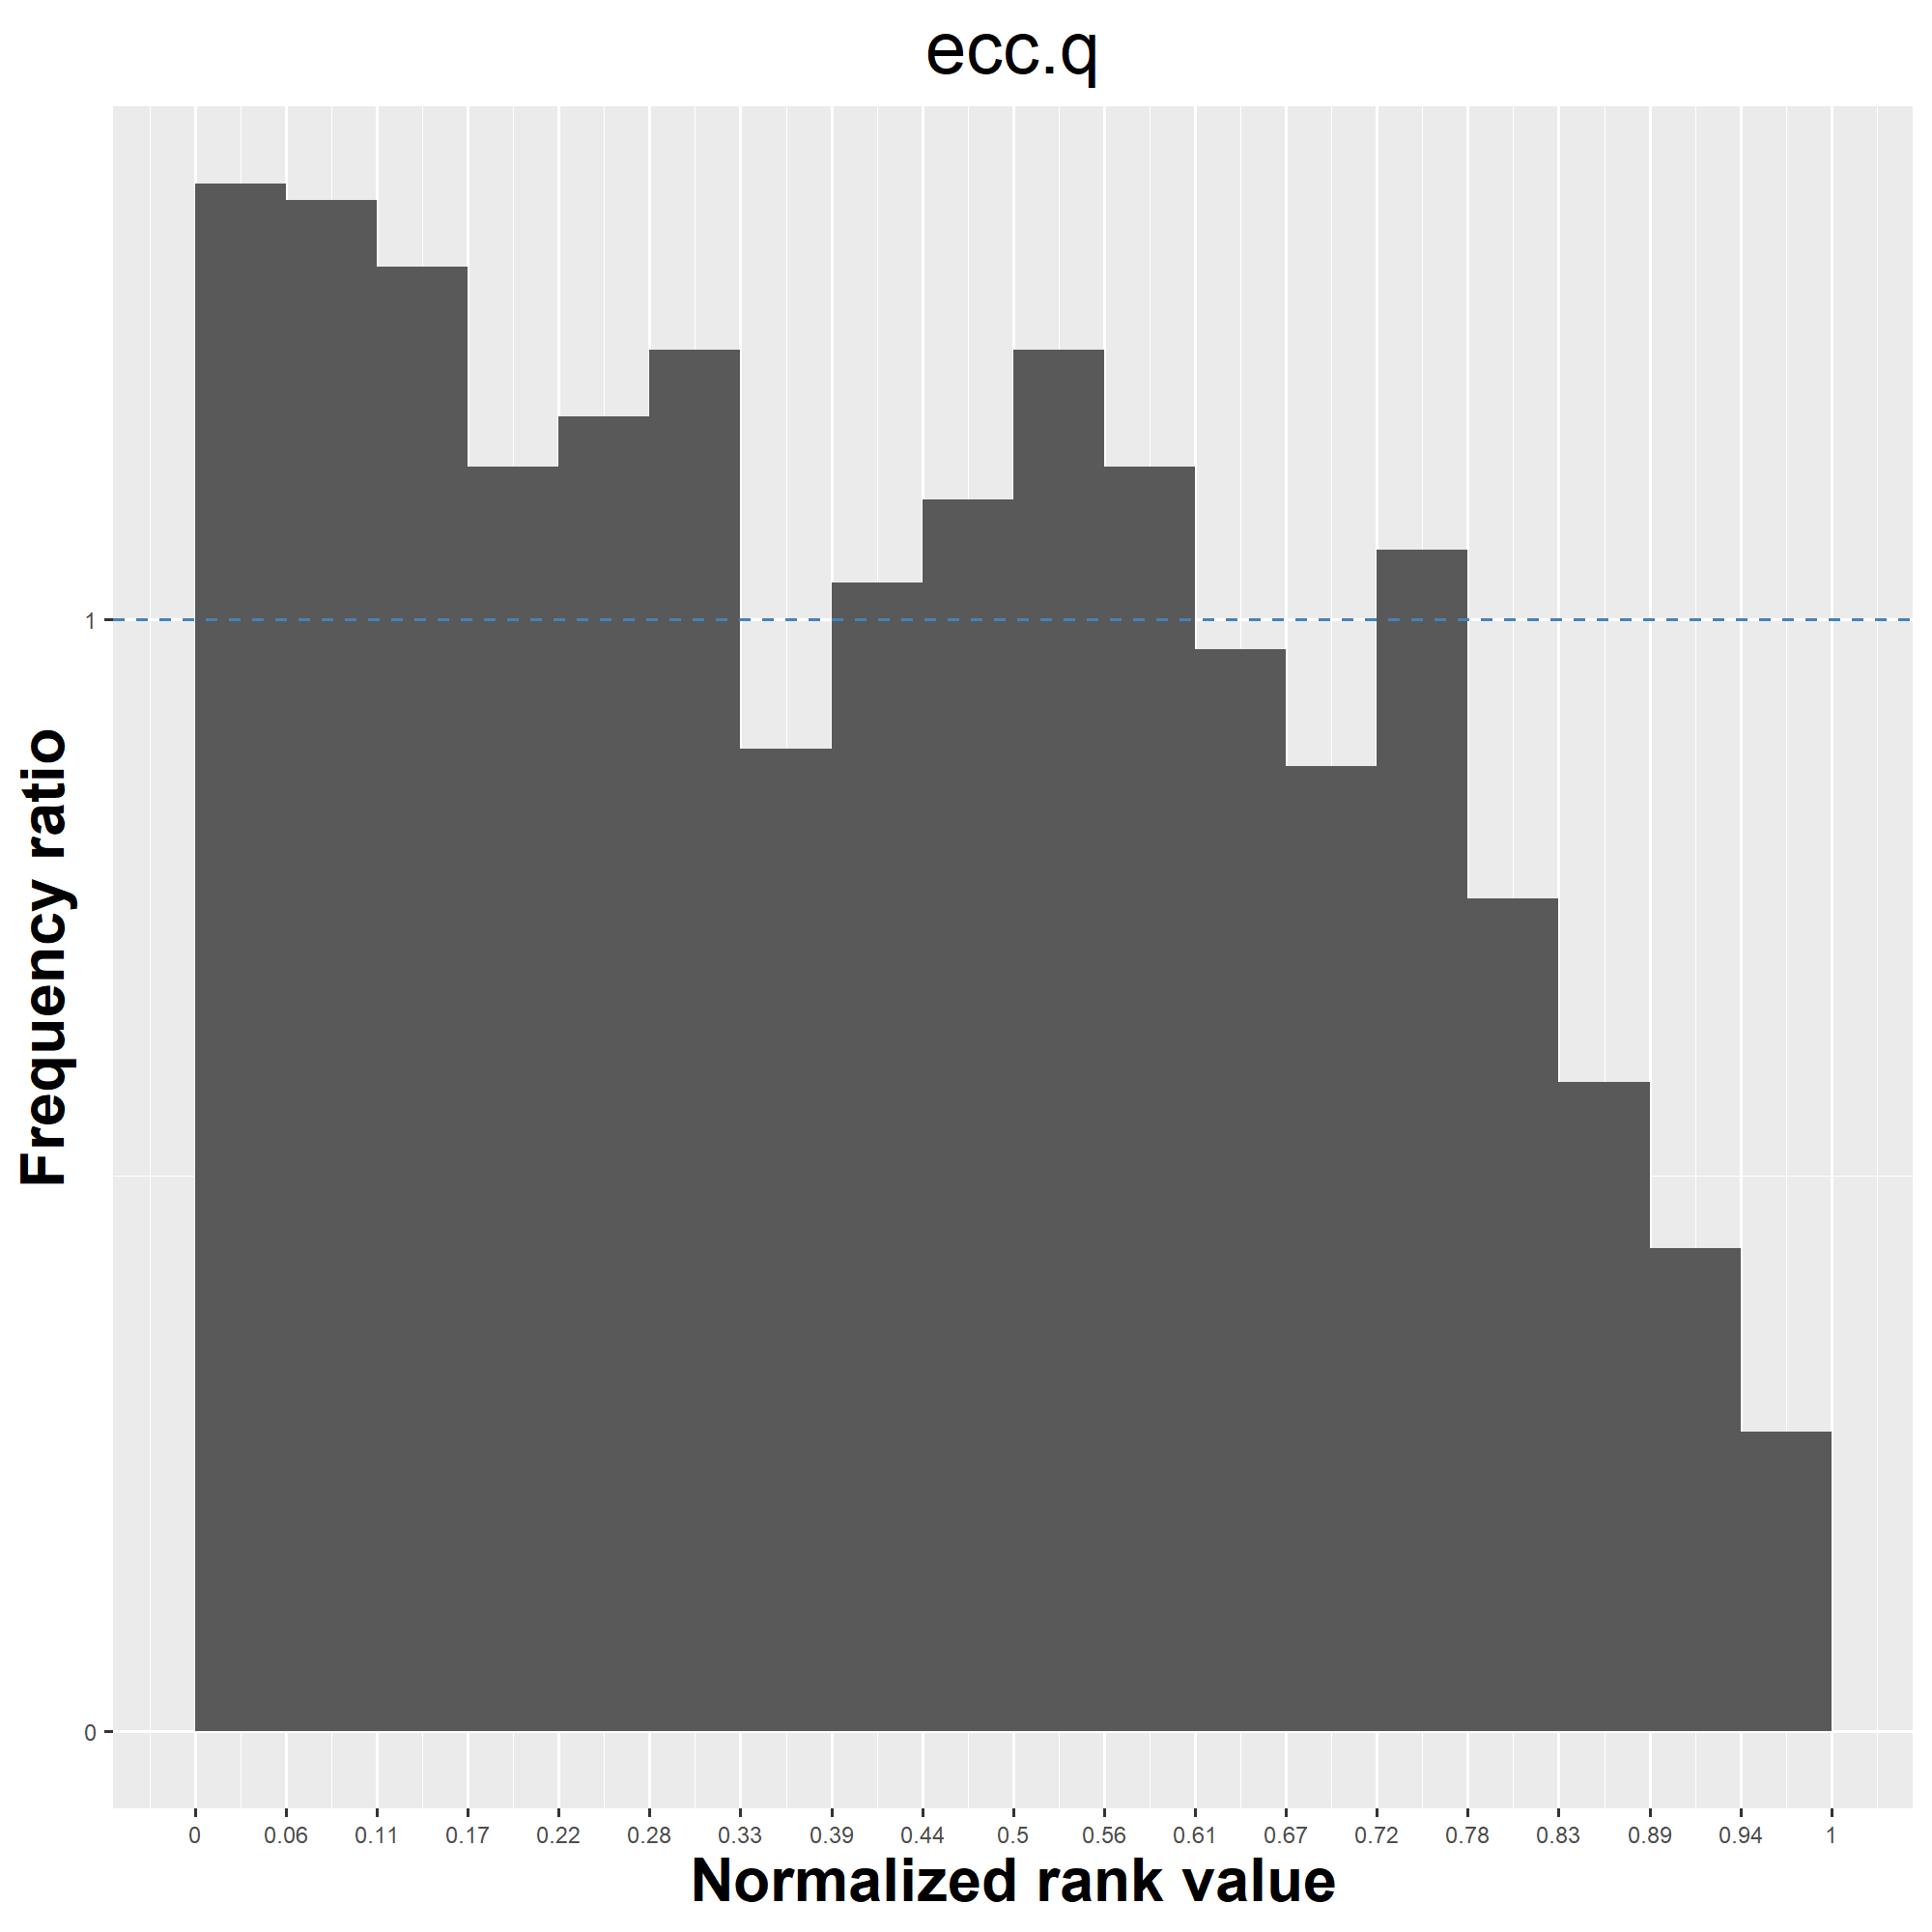 ecc.q
Frequency ratio
1
0
0 0.06 0.11 0.17 0.22 0.28 0.33 0.39 0.44 0.5 0.56 0.61 0.67 0.72 0.78 0.83 0.89 0.94 1
Normalized rank value